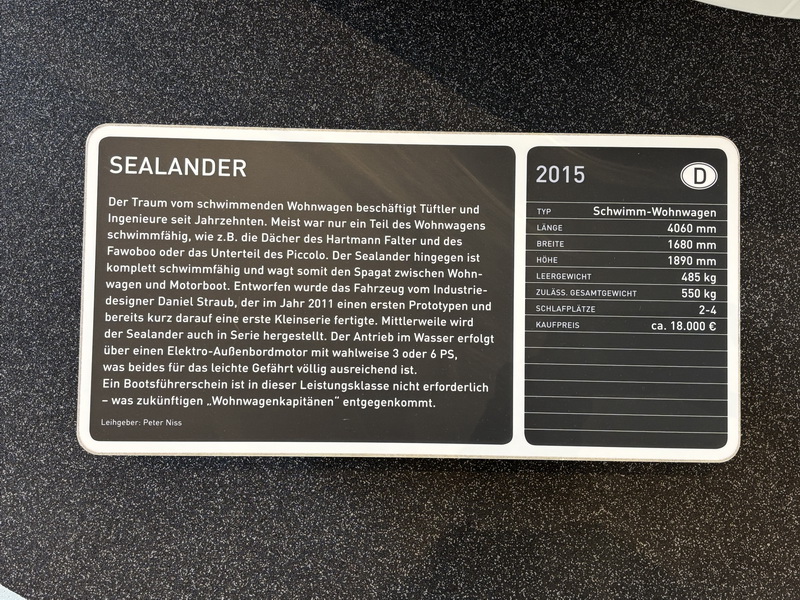 SEALANDER
Der Traum vom schwimmenden Wohnwagen beschäftigt Tüftler und
Ingenieure seit Jahrzehnten. Meist war nur ein Teil des Wohnwagens
schwimmfähig, wie z.B. die Dächer des Hartmann Falter und des
Fawoboo oder das Unterteil des Piccolo. Der Sealander hingegen ist
komplett schwimmfähig und wagt somit den Spagat zwischen Wohn-
wagen und Motorboot. Entworfen wurde das Fahrzeug vom Industrie-
designer Daniel Straub, der im Jahr 2011 einen ersten Prototypen und
bereits kurz darauf eine erste Kleinserie fertigte. Mittlerweile wird
der Sealander auch in Serie hergestellt. Der Antrieb im Wasser erfolgt
über einen Elektro-Außenbordmotor mit wahlweise 3 oder 6 PS,
was beides für das leichte Gefährt völlig ausreichend ist.
Ein Bootsführerschein ist in dieser Leistungsklasse nicht erforderlich
– was zukünftigen „Wohnwagenkapitänen“ entgegenkommt.
Leihgeber: Peter Niss
2015 D
TYP Schwimm-Wohnwagen
LÄNGE 4060 mm
BREITE 1680 mm
HÖHE 1890 mm
LEERGEWICHT 485 kg
ZULÄSS. GESAMTGEWICHT 550 kg
SCHLAFPLÄTZE 2-4
KAUFPREIS ca. 18.000 €